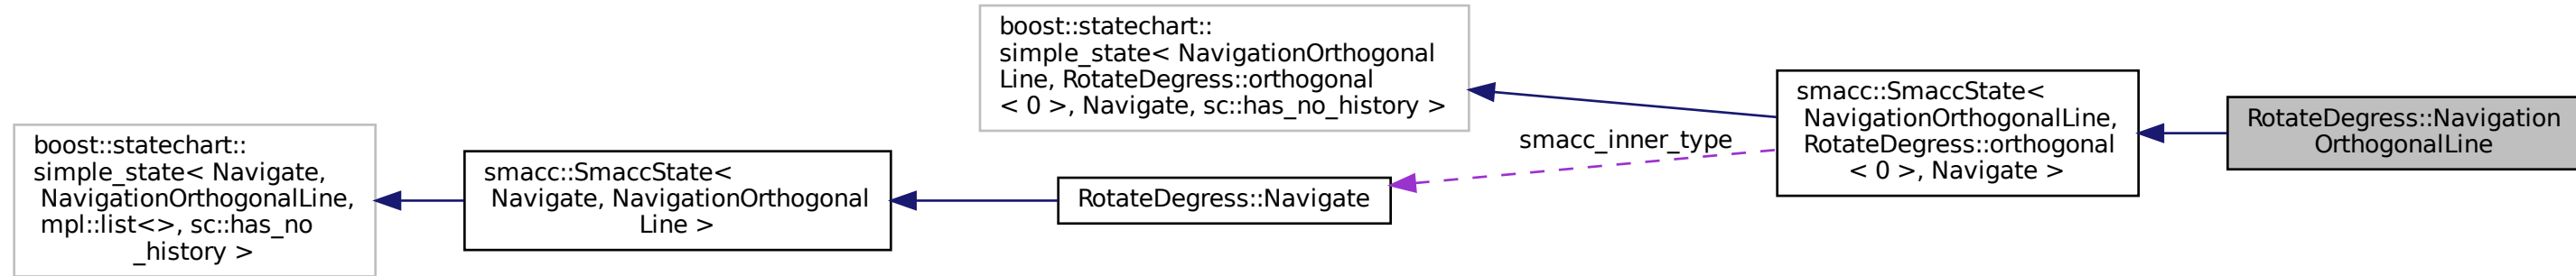 boost::statechart::
simple_state< Navigate,
NavigationOrthogonalLine,
mpl::list<>, sc::has_no
_history >
smacc::SmaccState<
Navigate, NavigationOrthogonal
Line >
boost::statechart::
simple_state< NavigationOrthogonal
Line, RotateDegress::orthogonal
< 0 >, Navigate, sc::has_no_history >
RotateDegress::Navigate
smacc_inner_type
smacc::SmaccState<
NavigationOrthogonalLine,
RotateDegress::orthogonal
< 0 >, Navigate >
RotateDegress::Navigation
OrthogonalLine